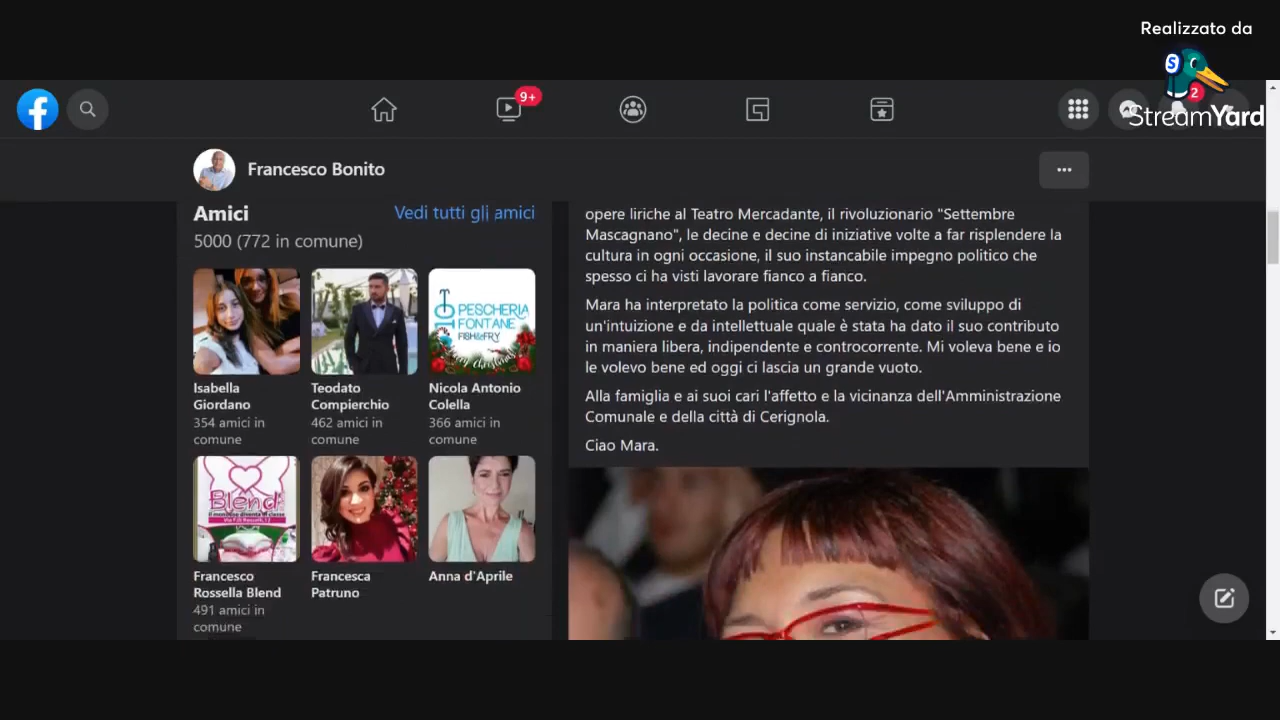 Realizzato da
StreamYard
9+
2
Francesco Bonito
Amici
Vedi tutti gli amici
5000 (772 in comune)
Isabella
Giordano
354 amici in
comune
Teodato
Compierchio
462 amici in
comune
PESCHERIA
FONTANE
FISH&FRY
Nicola Antonio
Colella
366 amici in
comune
Blend
Francesco
Rossella Blend
491 amici in
comune
Francesca
Patruno
Anna d'Aprile
opere liriche al Teatro Mercadante, il rivoluzionario "Settembre
Mascagnano", le decine e decine di iniziative volte a far risplendere la
cultura in ogni occasione, il suo instancabile impegno politico che
spesso ci ha visti lavorare fianco a fianco.
Mara ha interpretato la politica come servizio, come sviluppo di
un'intuizione e da intellettuale quale è stata ha dato il suo contributo
in maniera libera, indipendente e controcorrente. Mi voleva bene e io
le volevo bene ed oggi ci lascia un grande vuoto.
Alla famiglia e ai suoi cari l'affetto e la vicinanza dell'Amministrazione
Comunale e della città di Cerignola.
Ciao Mara.